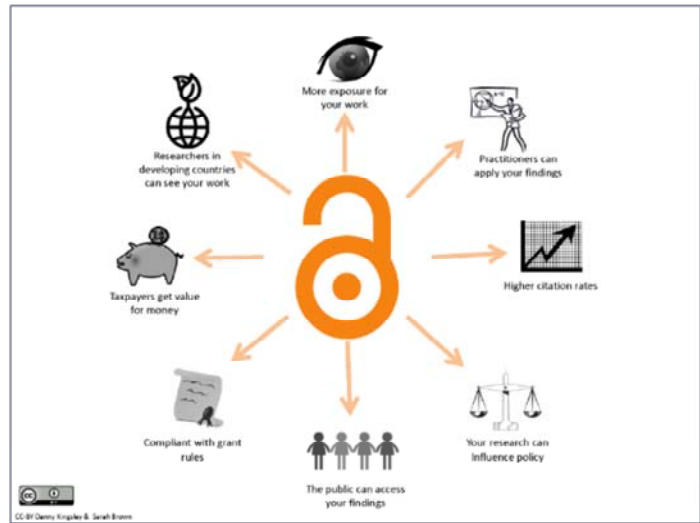 More exposure for
your work
Practitioners can
apply your findings
Higher citation rates
Your research can
Influence policy
The public can access
your findings
Compliant with grant
rules
Taxpayers get value
for money
Researchers in
developing countries
can see your work
cc
CC-BY Danny Kingsley & Sarah Brown